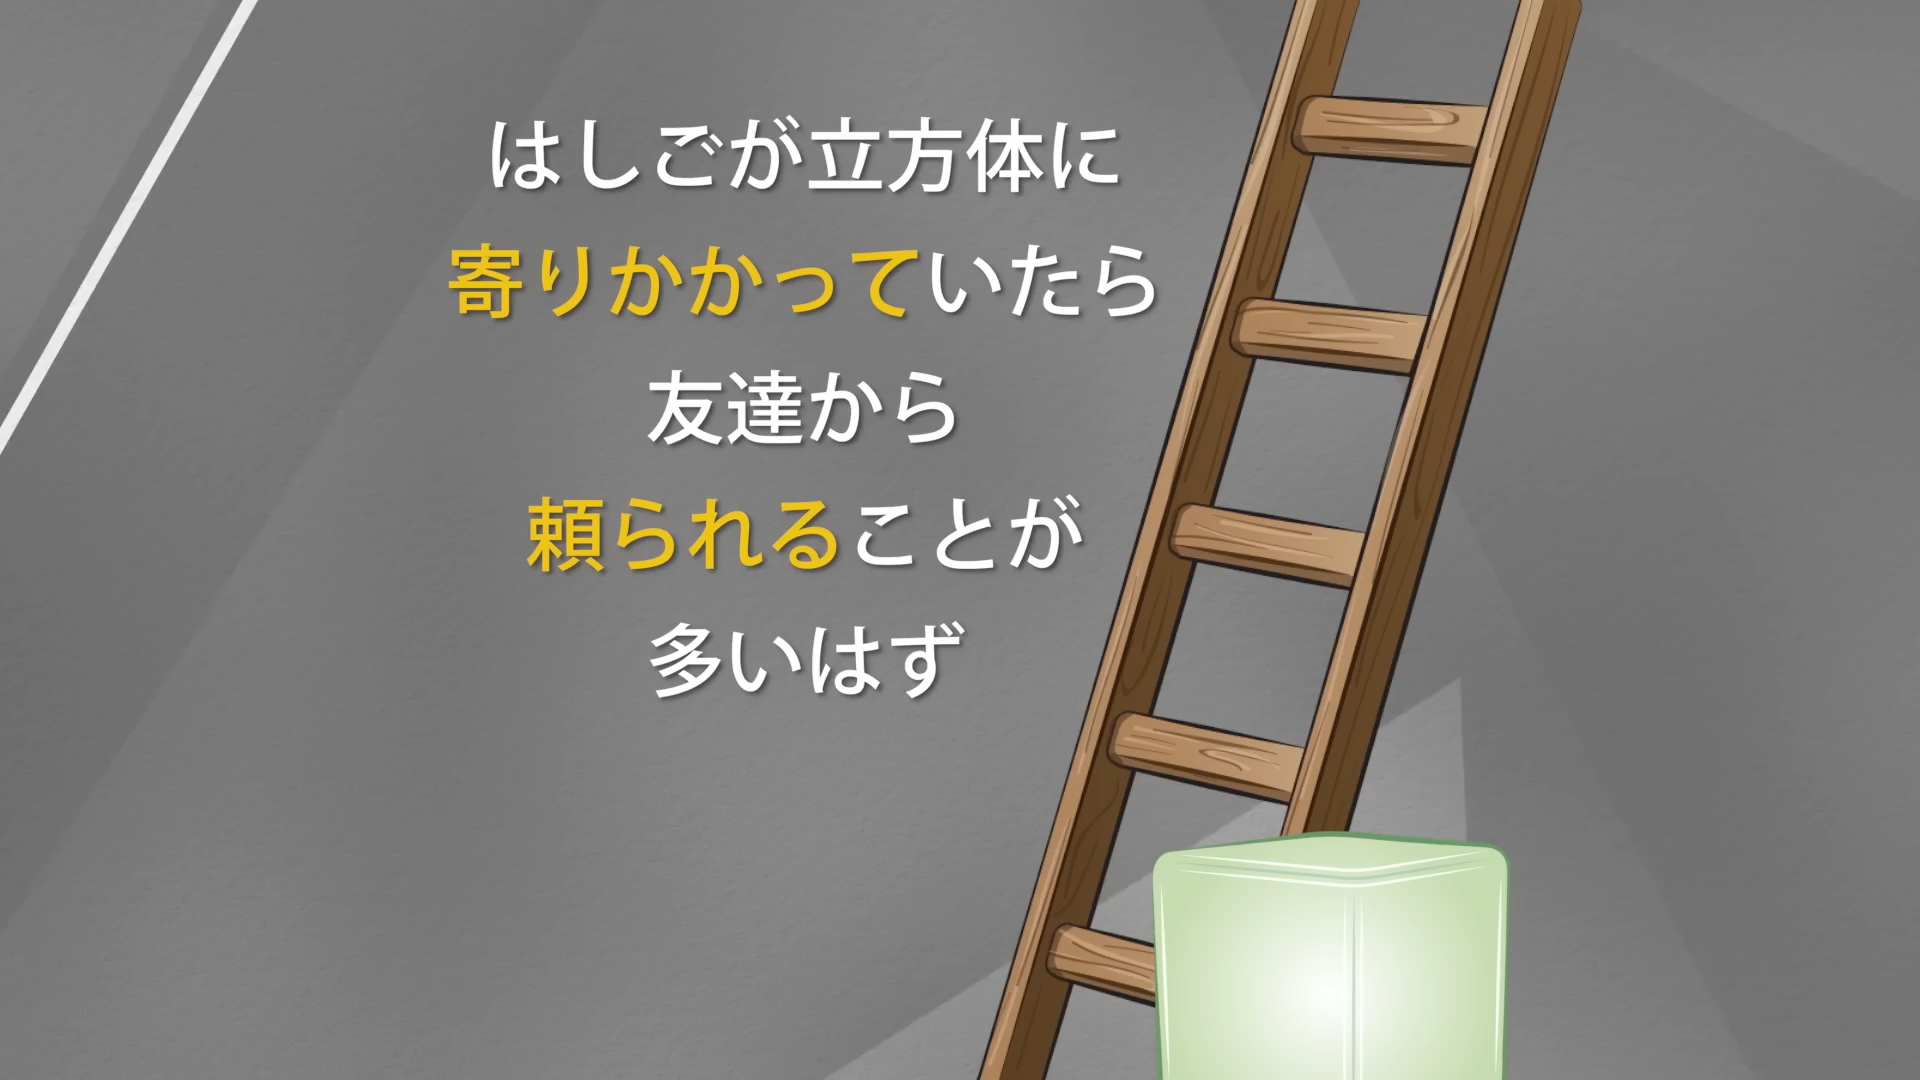 はしごが立方体に
寄りかかっていたら
友達から
頼られることが
多いはず